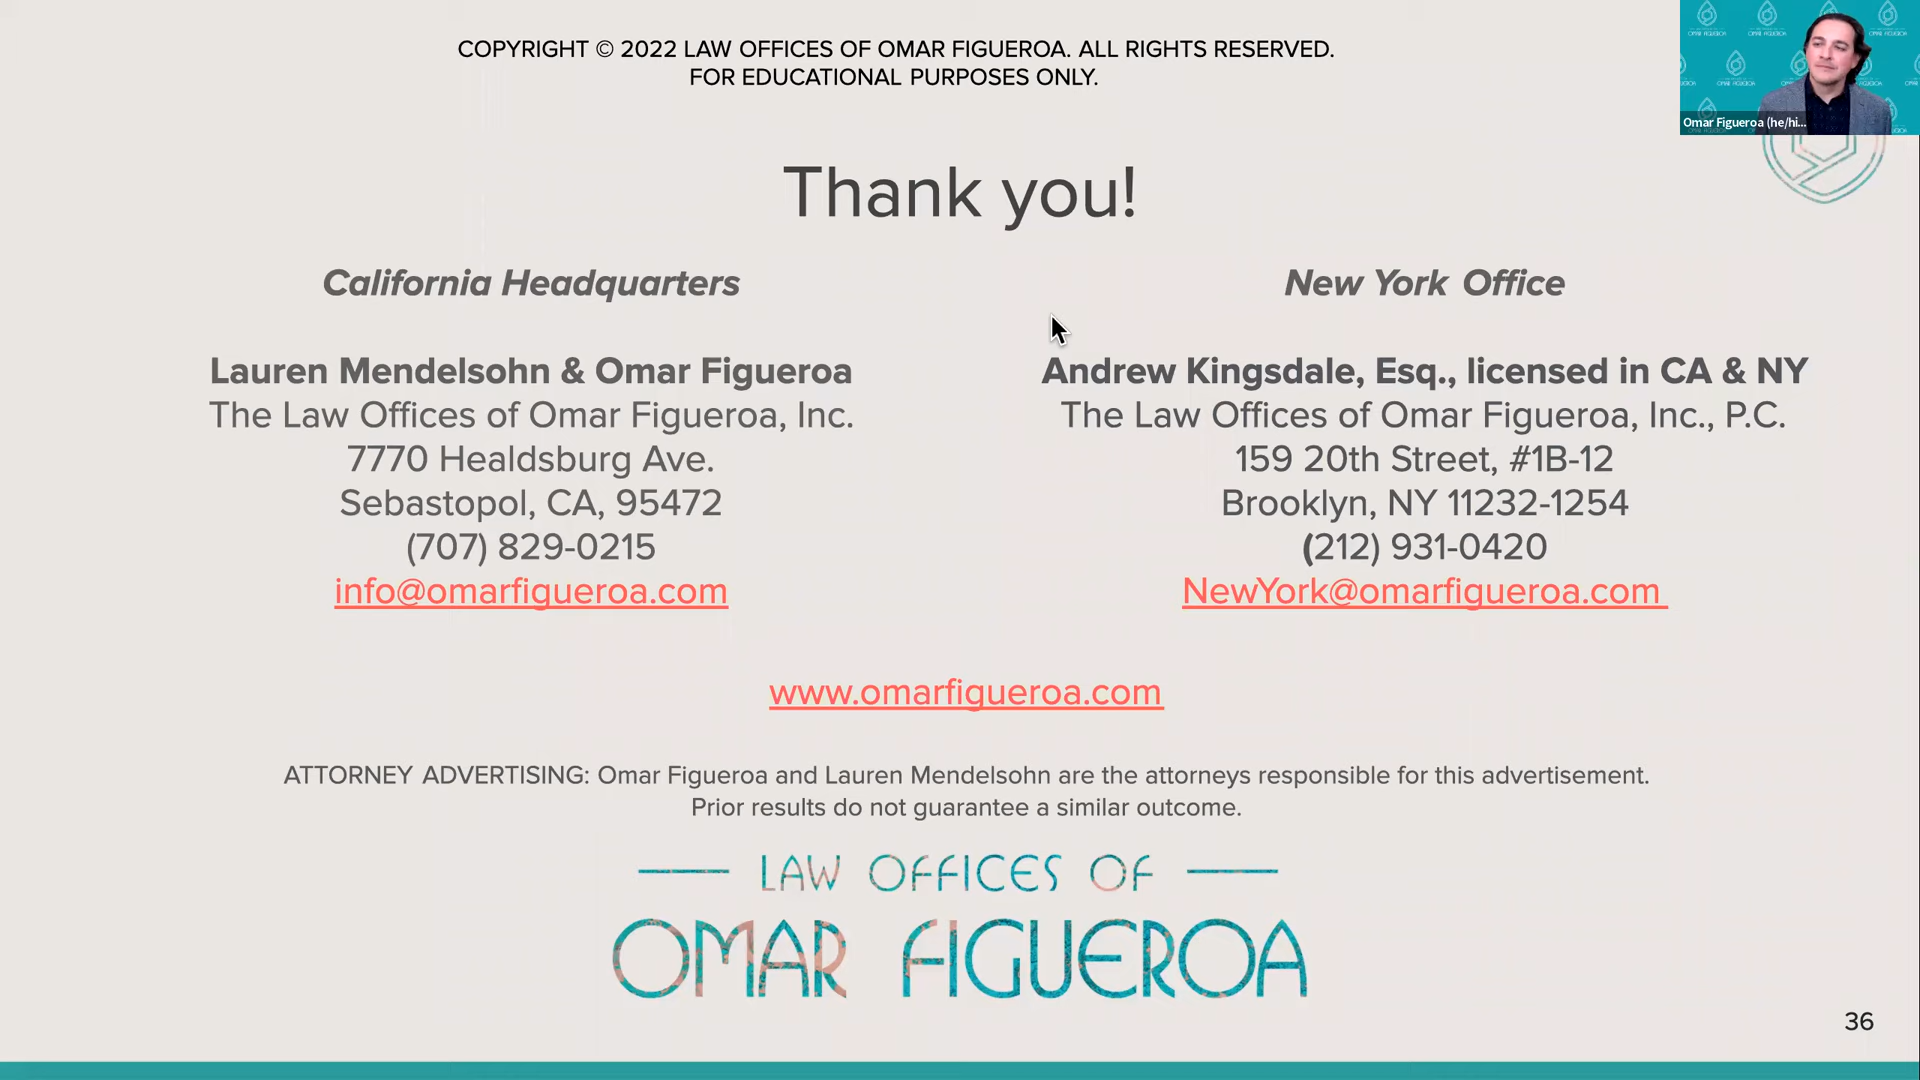 COPYRIGHT © 2022 LAW OFFICES OF OMAR FIGUEROA. ALL RIGHTS RESERVED.
FOR EDUCATIONAL PURPOSES ONLY.
Omar Figueroa (he/hi...
Thank you!
California Headquarters
Lauren Mendelsohn & Omar Figueroa
The Law Offices of Omar Figueroa, Inc.
7770 Healdsburg Ave.
Sebastopol, CA, 95472
(707) 829-0215
info@omarfigueroa.com
New York Office
Andrew Kingsdale, Esq., licensed in CA & NY
The Law Offices of Omar Figueroa, Inc., P.C.
159 20th Street, #1B-12
Brooklyn, NY 11232-1254
(212) 931-0420
NewYork@omarfigueroa.com
www.omarfigueroa.com
ATTORNEY ADVERTISING: Omar Figueroa and Lauren Mendelsohn are the attorneys responsible for this advertisement.
Prior results do not guarantee a similar outcome.
LAW OFFICES OF
OMAR FIGUEROA
36